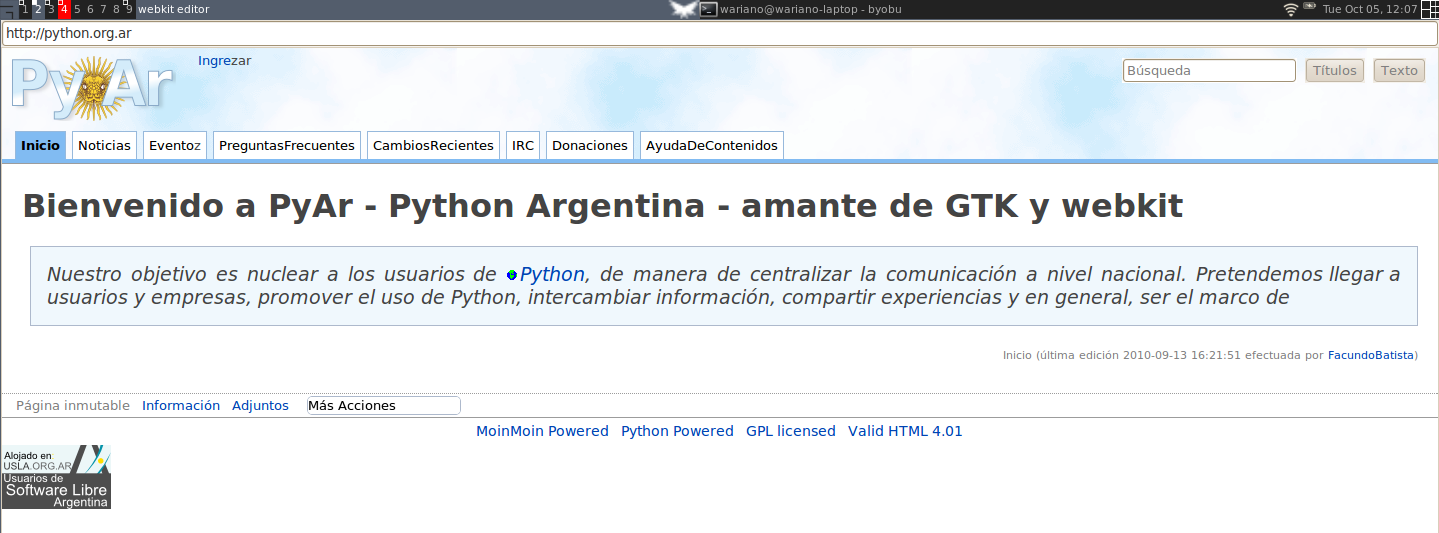 1 2 3 4 5 6 7 8 9 webkit editor
wariano@wariano-laptop - byobu
Tue Oct 05, 12:07
http://python.org.ar
PyAr
Ingrezar
Búsqueda
Títulos
Texto
Inicio
Noticias
Eventoz
PreguntasFrecuentes
CambiosRecientes
IRC
Donaciones
AyudaDeContenidos
Bienvenido a PyAr - Python Argentina - amante de GTK y webkit
Nuestro objetivo es nuclear a los usuarios de Python, de manera de centralizar la comunicación a nivel nacional. Pretendemos llegar a
usuarios y empresas, promover el uso de Python, intercambiar información, compartir experiencias y en general, ser el marco de
Inicio (última edición 2010-09-13 16:21:51 efectuada por FacundoBatista)
Página inmutable
Información
Adjuntos
Más Acciones
MoinMoin Powered
Python Powered
GPL licensed
Valid HTML 4.01
Alojado en
USLA.ORG.AR
Usuarios de
Software Libre
Argentina